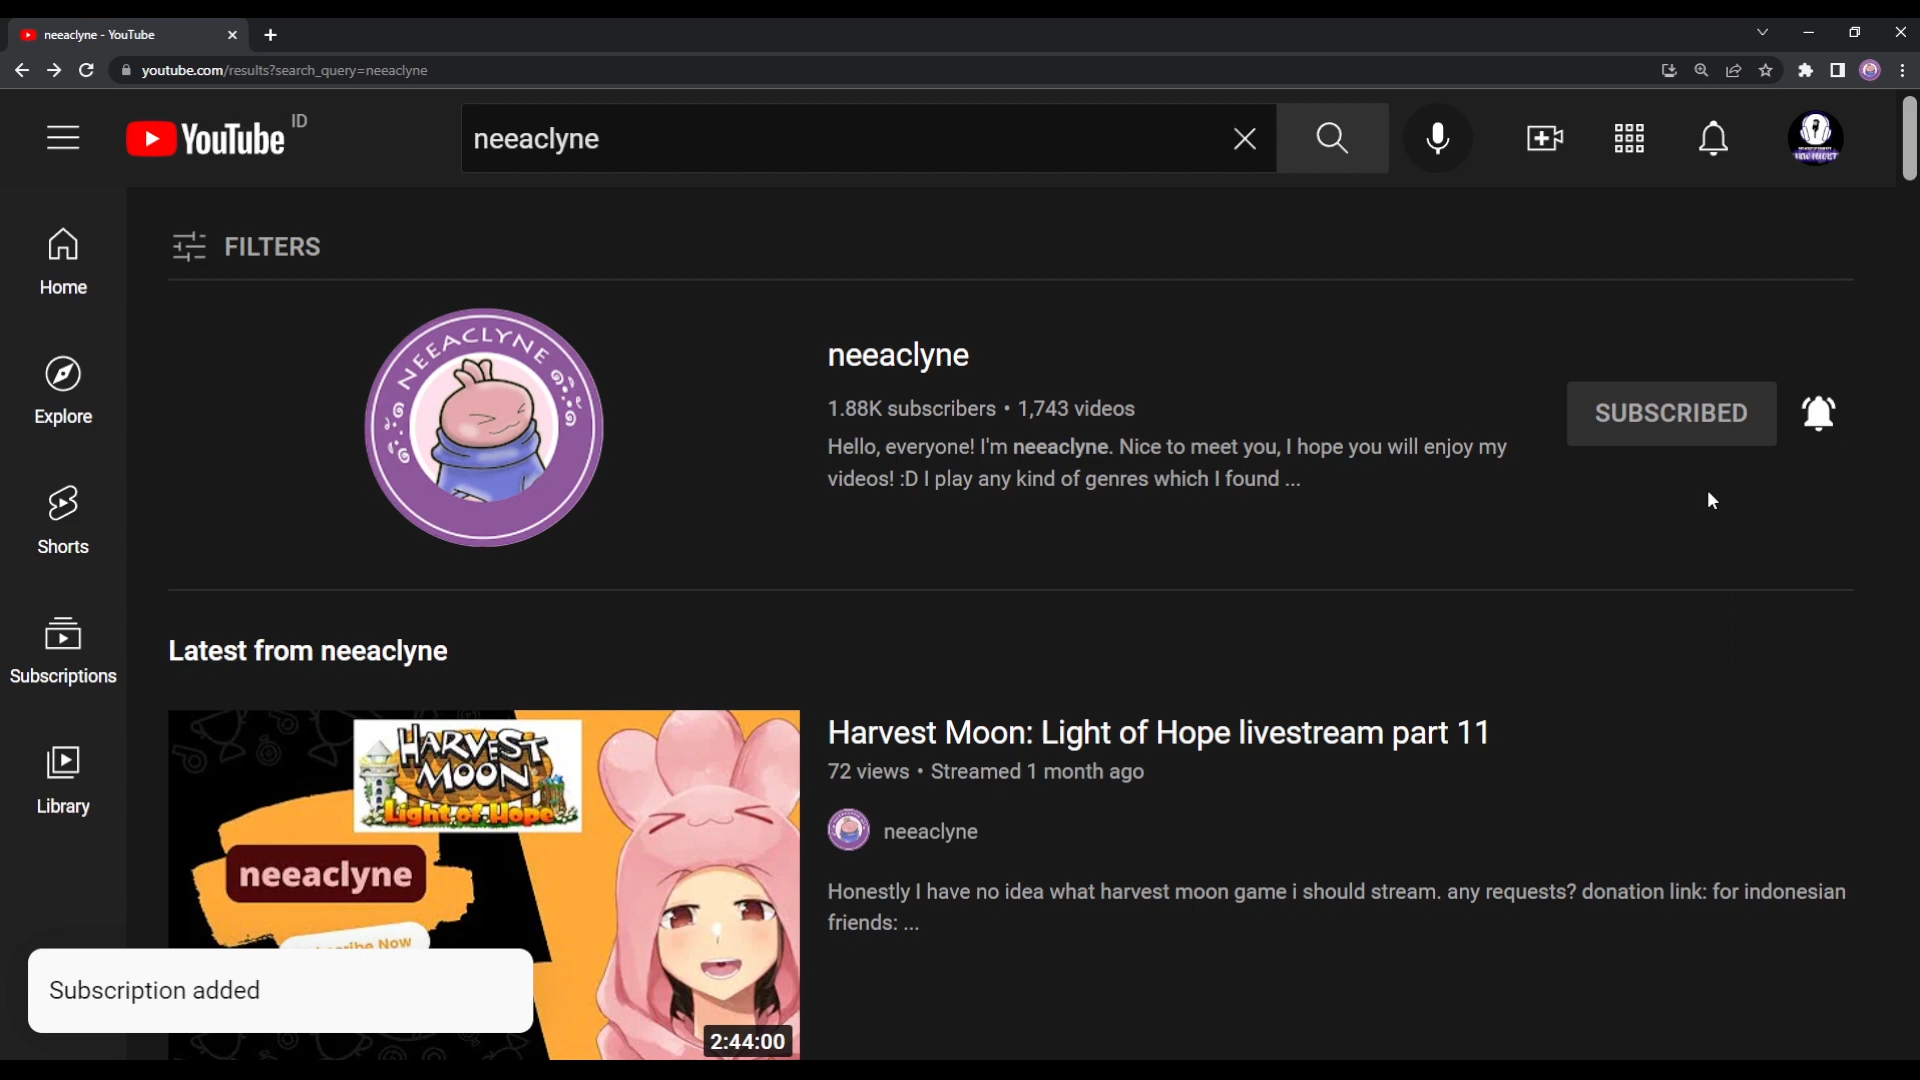 neeaclyne - YouTube
youtube.com/results?search_query=neeaclyne
YouTube ID
neeaclyne
FILTERS
Home
Explore
Shorts
Subscriptions
Library
NEEACLYNE
neeaclyne
1.88K subscribers • 1,743 videos
Hello, everyone! I'm neeaclyne. Nice to meet you, I hope you will enjoy my
videos! :D I play any kind of genres which I found ...
SUBSCRIBED
Latest from neeaclyne
HARVEST
MOON
Light of Hope
neeaclyne
Now
2:44:00
Harvest Moon: Light of Hope livestream part 11
72 views • Streamed 1 month ago
neeaclyne
Honestly I have no idea what harvest moon game i should stream. any requests? donation link: for indonesian
friends: ...
Subscription added